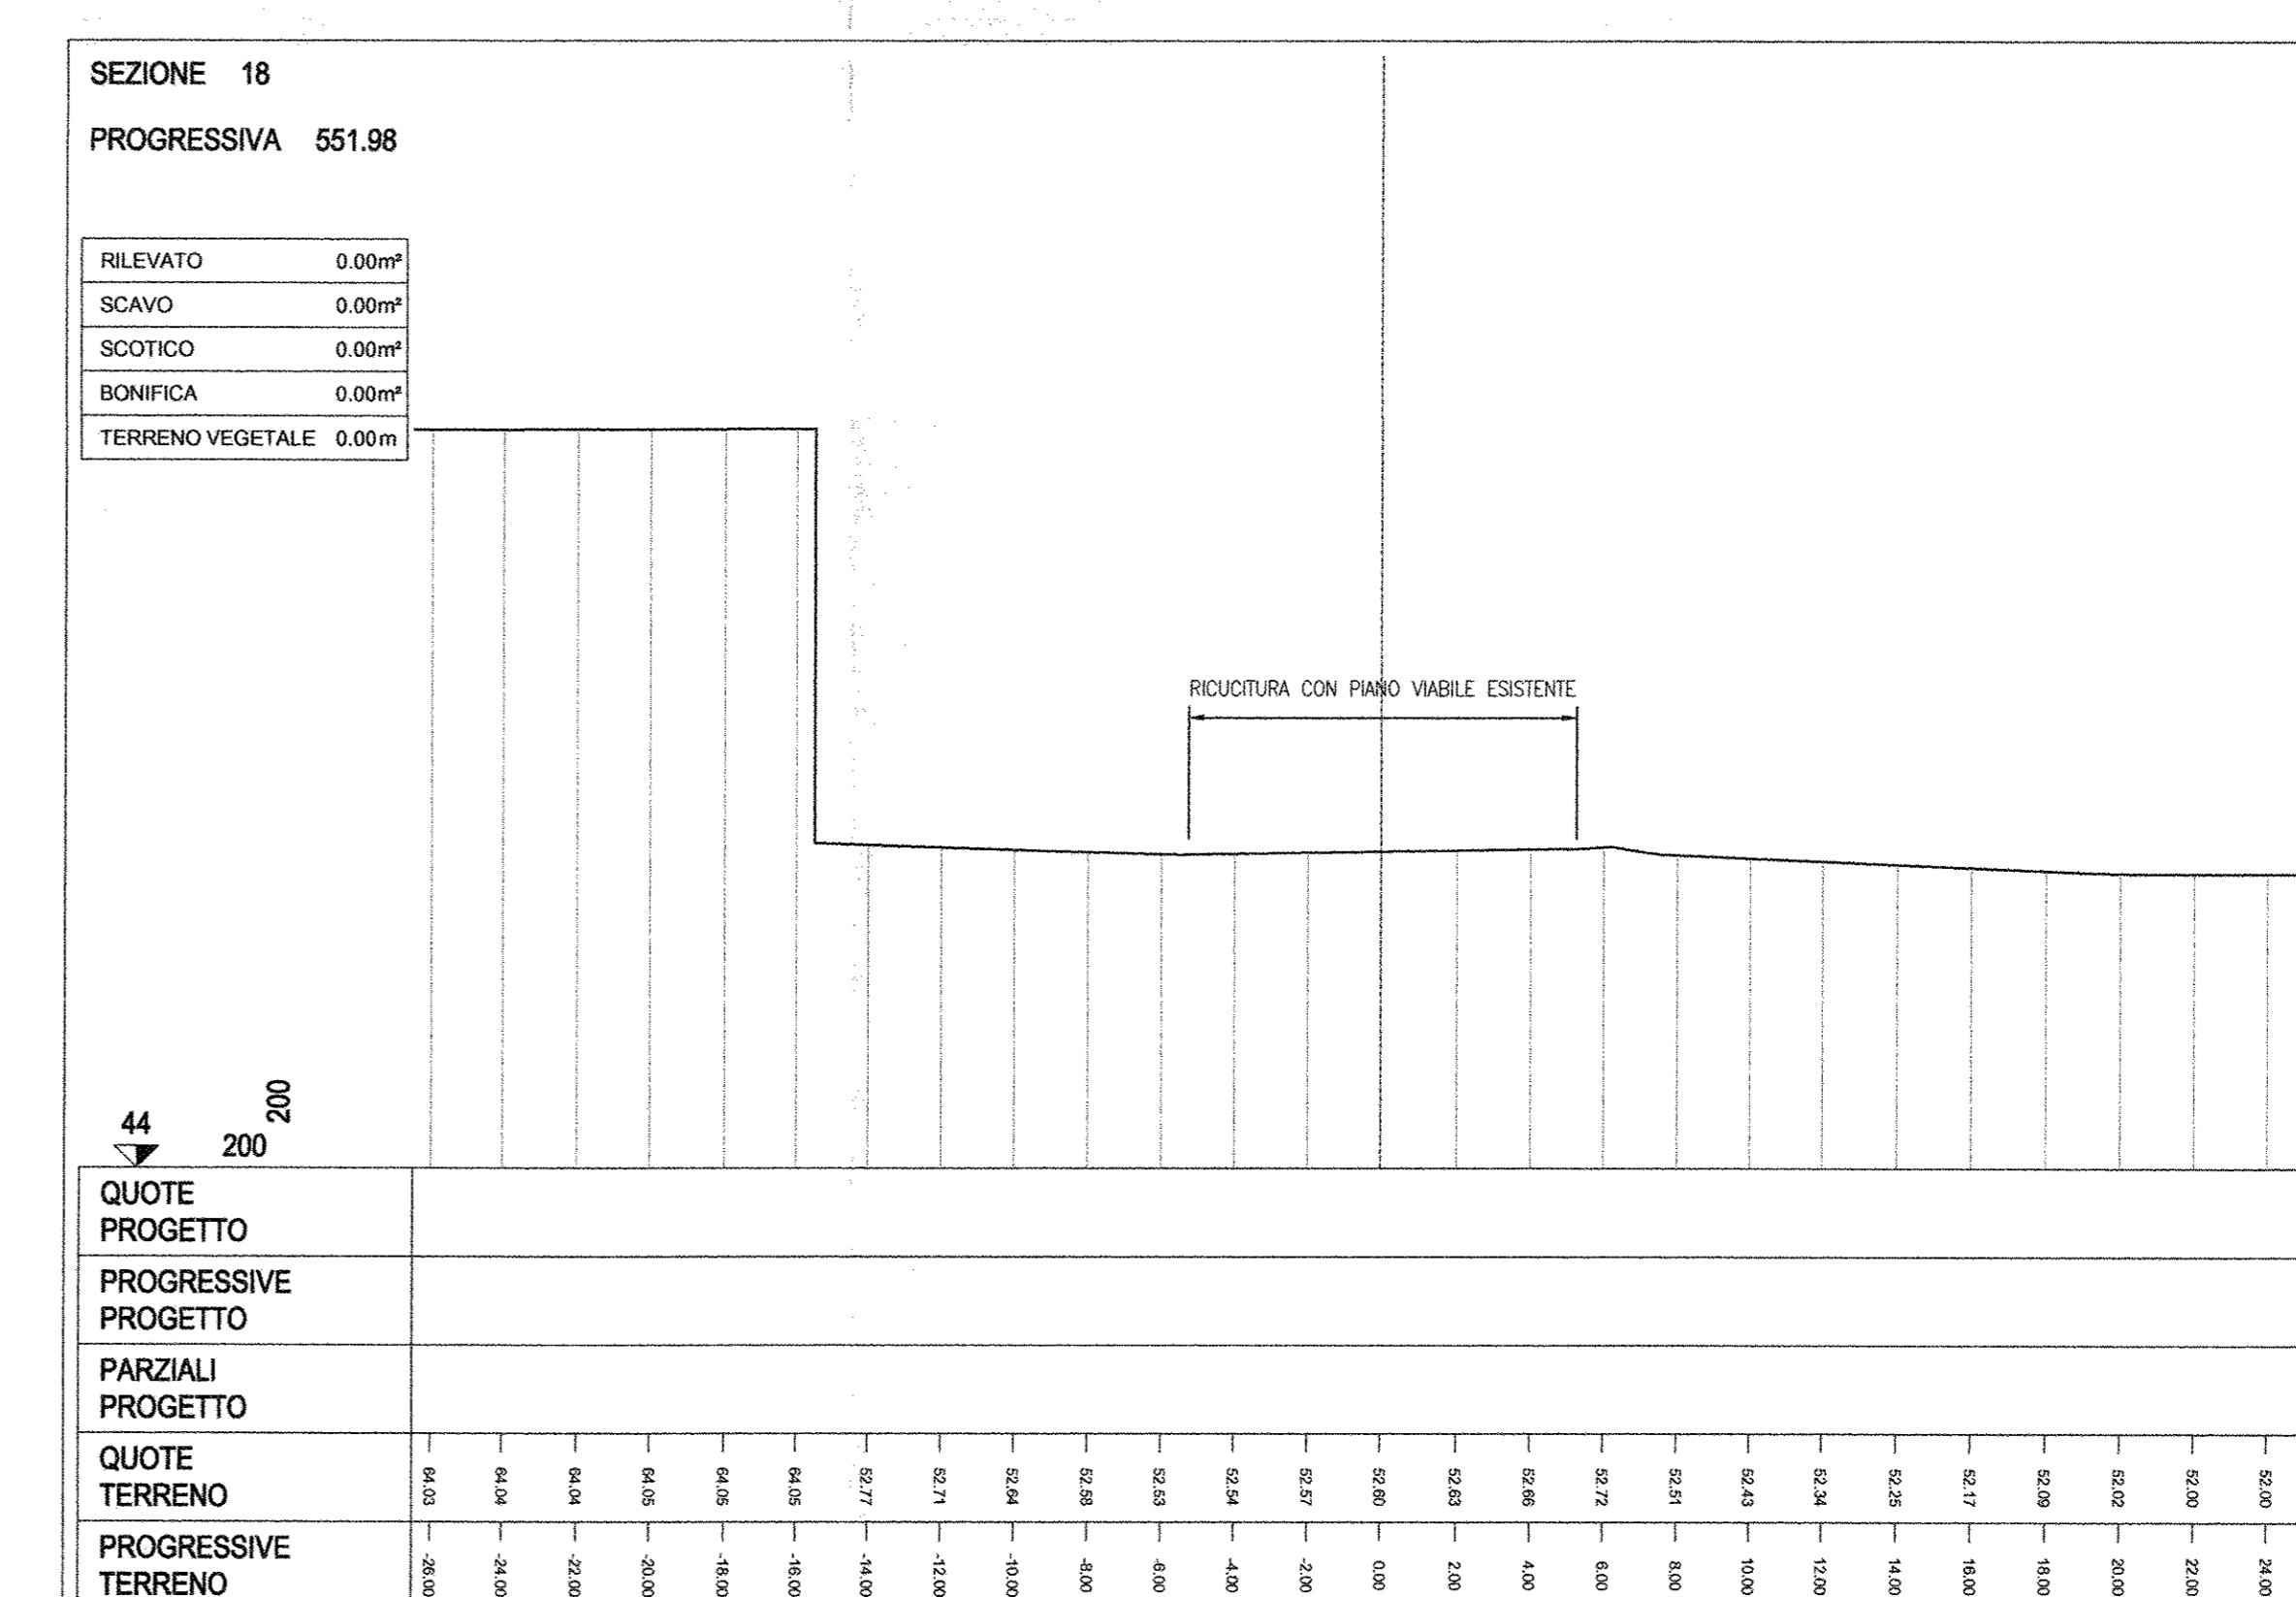 SEZIONE 18
PROGRESSIVA 551.98
RILEVATO 0.00m²
SCAVO 0.00m²
SCOTICO 0.00m²
BONIFICA 0.00m²
TERRENO VEGETALE 0.00m
RICUCITURA CON PIANO VIABILE ESISTENTE
44
200
200
QUOTE
PROGETTO
PROGRESSIVE
PROGETTO
PARZIALI
PROGETTO
QUOTE
TERRENO
64.03 64.04 64.04 64.05 64.05 64.05 52.77 52.71 52.64 52.58 52.53 52.54 52.57 52.60 52.63 52.66 52.72 52.51 52.43 52.34 52.25 52.17 52.09 52.02 52.00 52.00
PROGRESSIVE
TERRENO
-26.00 -24.00 -22.00 -20.00 -18.00 -16.00 -14.00 -12.00 -10.00 -8.00 -6.00 -4.00 -2.00 0.00 2.00 4.00 6.00 8.00 10.00 12.00 14.00 16.00 18.00 20.00 22.00 24.00